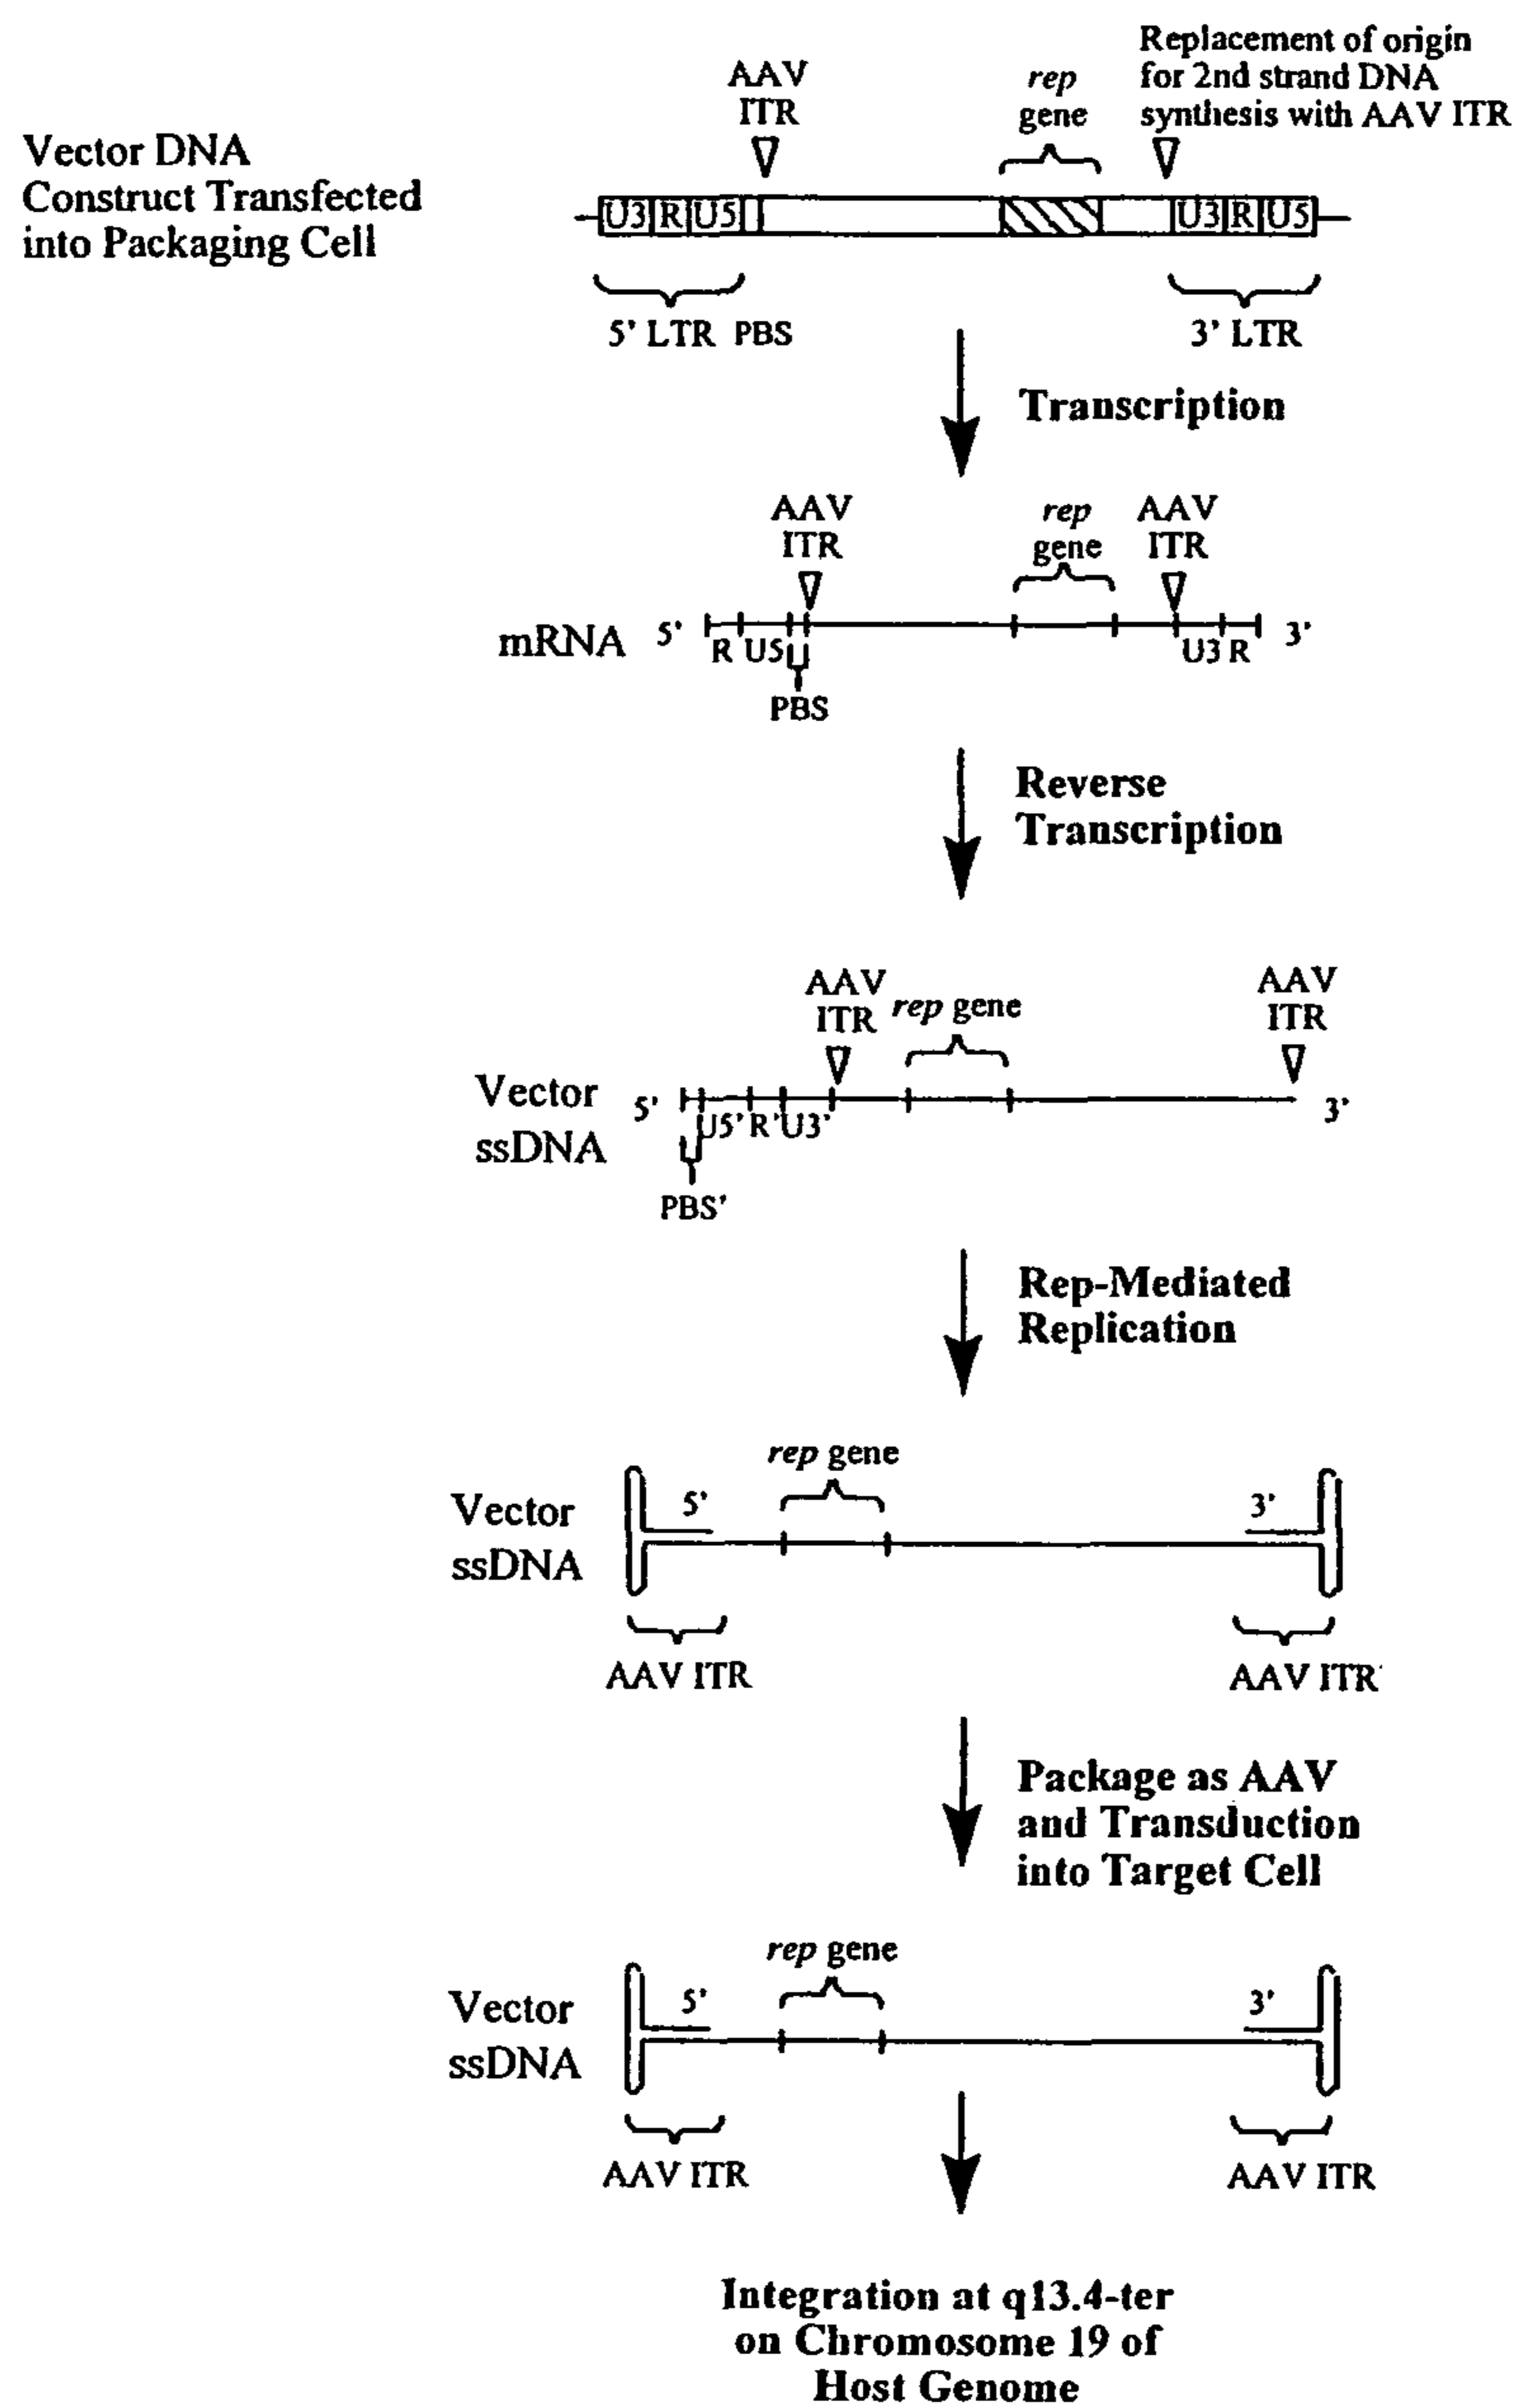 Replacement of origin
for 2nd strand DNA
synthesis with AAV ITR
AAV
ITR
rep
gene
Vector DNA
Construct Transfected
into Packaging Cell
U3 R U5
U3 R U5
5' LTR PBS
3' LTR
Transcription
AAV
ITR
rep
gene
AAV
ITR
mRNA
5'
3'
R U5
U3 R
PBS
Reverse
Transcription
AAV
ITR
rep gene
AAV
ITR
Vector
ssDNA
5'
3'
U5' R' U3'
PBS'
Rep-Mediated
Replication
rep gene
Vector
ssDNA
5'
3'
AAV ITR
AAV ITR
Package as AAV
and Transduction
into Target Cell
rep gene
Vector
ssDNA
5'
3'
AAV ITR
AAV ITR
Integration at q13.4-ter
on Chromosome 19 of
Host Genome